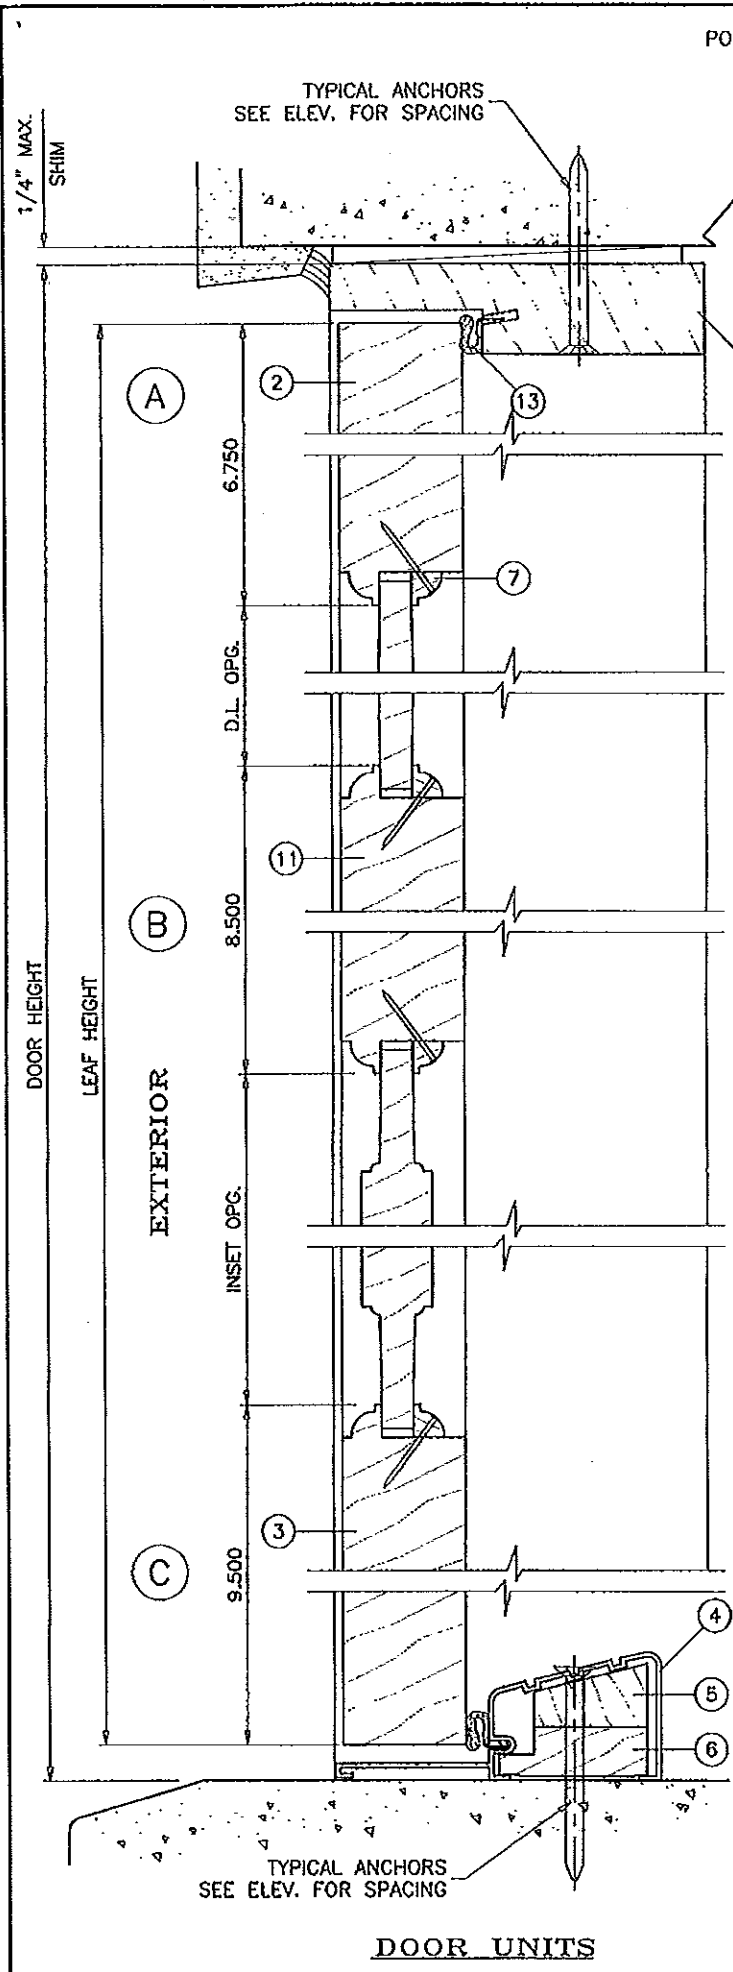 PO
TYPICAL ANCHORS
SEE ELEV. FOR SPACING
1/4" MAX.
SHIM
A
2
13
6.750
7
D.L. OPG.
11
B
8.500
DOOR HEIGHT
LEAF HEIGHT
EXTERIOR
INSET OPG.
3
C
9.500
4
5
6
TYPICAL ANCHORS
SEE ELEV. FOR SPACING
DOOR UNITS